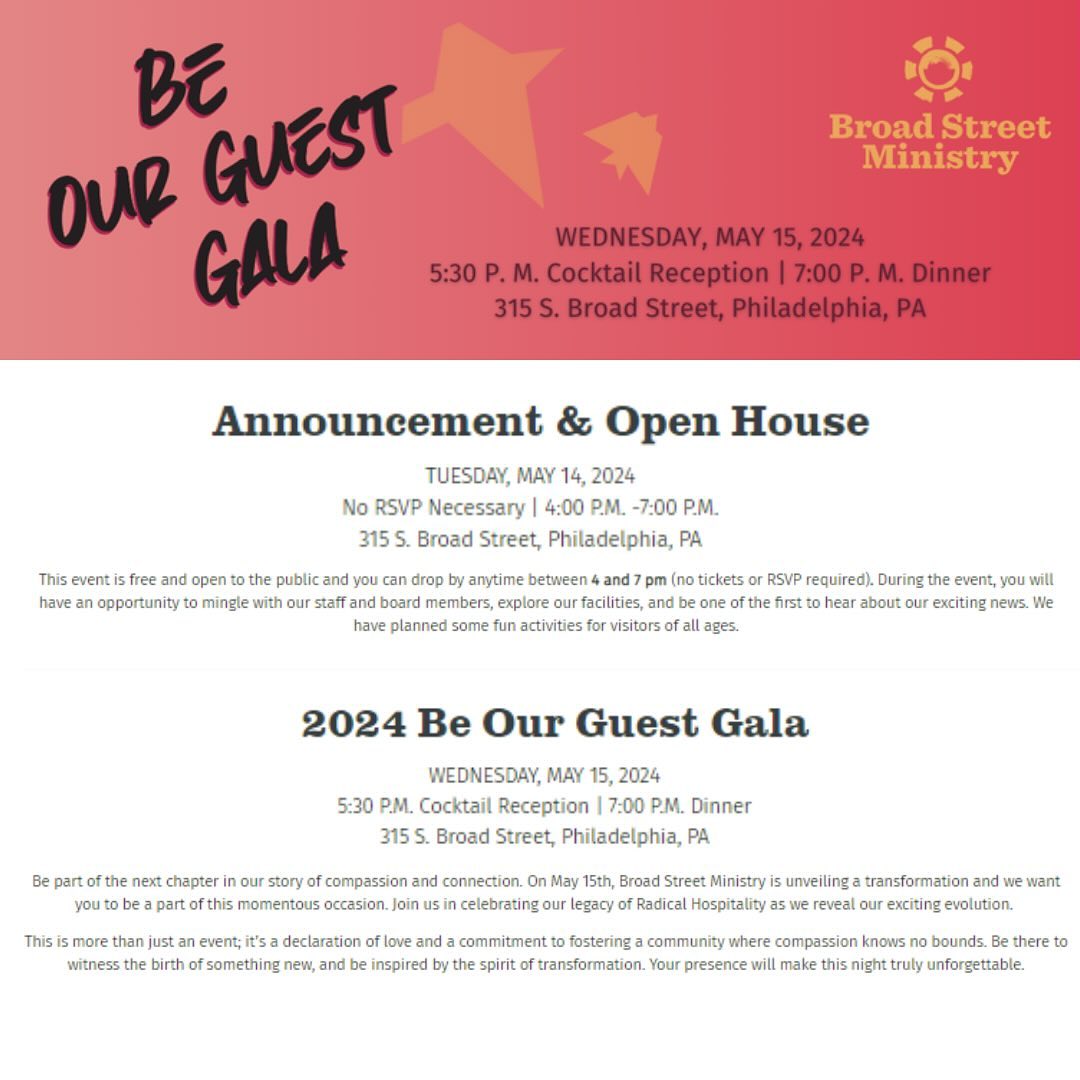 BE
OUR GUEST
GALA
Broad Street
Ministry
WEDNESDAY, MAY 15, 2024
5:30 P. M. Cocktail Reception | 7:00 P. M. Dinner
315 S. Broad Street, Philadelphia, PA
Announcement & Open House
TUESDAY, MAY 14, 2024
No RSVP Necessary | 4:00 P.M. -7:00 P.M.
315 S. Broad Street, Philadelphia, PA
This event is free and open to the public and you can drop by anytime between 4 and 7 pm (no tickets or RSVP required). During the event, you will
have an opportunity to mingle with our staff and board members, explore our facilities, and be one of the first to hear about our exciting news. We
have planned some fun activities for visitors of all ages.
2024 Be Our Guest Gala
WEDNESDAY, MAY 15, 2024
5:30 P.M. Cocktail Reception | 7:00 P.M. Dinner
315 S. Broad Street, Philadelphia, PA
Be part of the next chapter in our story of compassion and connection. On May 15th, Broad Street Ministry is unveiling a transformation and we want
you to be a part of this momentous occasion. Join us in celebrating our legacy of Radical Hospitality as we reveal our exciting evolution.
This is more than just an event; it's a declaration of love and a commitment to fostering a community where compassion knows no bounds. Be there to
witness the birth of something new, and be inspired by the spirit of transformation. Your presence will make this night truly unforgettable.